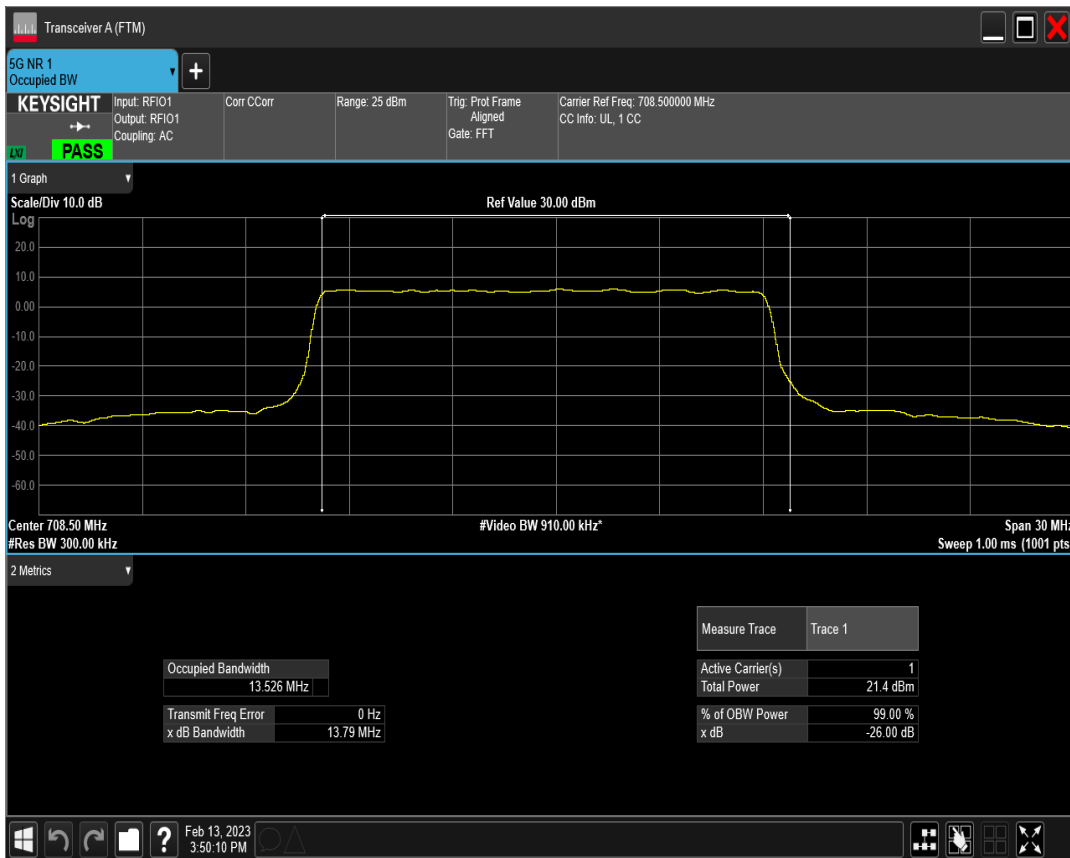 Transceiver A (FTM)
5G NR 1
Occupied BW
+
KEYSIGHT
LXI
PASS
Input: RFIO1
Output: RFIO1
Coupling: AC
Corr CCorr
Range: 25 dBm
Trig: Prot Frame
Aligned
Gate: FFT
Carrier Ref Freq: 708.500000 MHz
CC Info: UL, 1 CC
1 Graph
Scale/Div 10.0 dB
Ref Value 30.00 dBm
Log
20.0
10.0
0.00
-10.0
-20.0
-30.0
-40.0
-50.0
-60.0
Center 708.50 MHz
#Video BW 910.00 kHz*
Span 30 MHz
#Res BW 300.00 kHz
Sweep 1.00 ms (1001 pts
2 Metrics
Measure Trace Trace 1
Occupied Bandwidth
13.526 MHz
Active Carrier(s) 1
Total Power 21.4 dBm
Transmit Freq Error 0 Hz
x dB Bandwidth 13.79 MHz
% of OBW Power 99.00 %
x dB -26.00 dB
?
Feb 13, 2023
3:50:10 PM